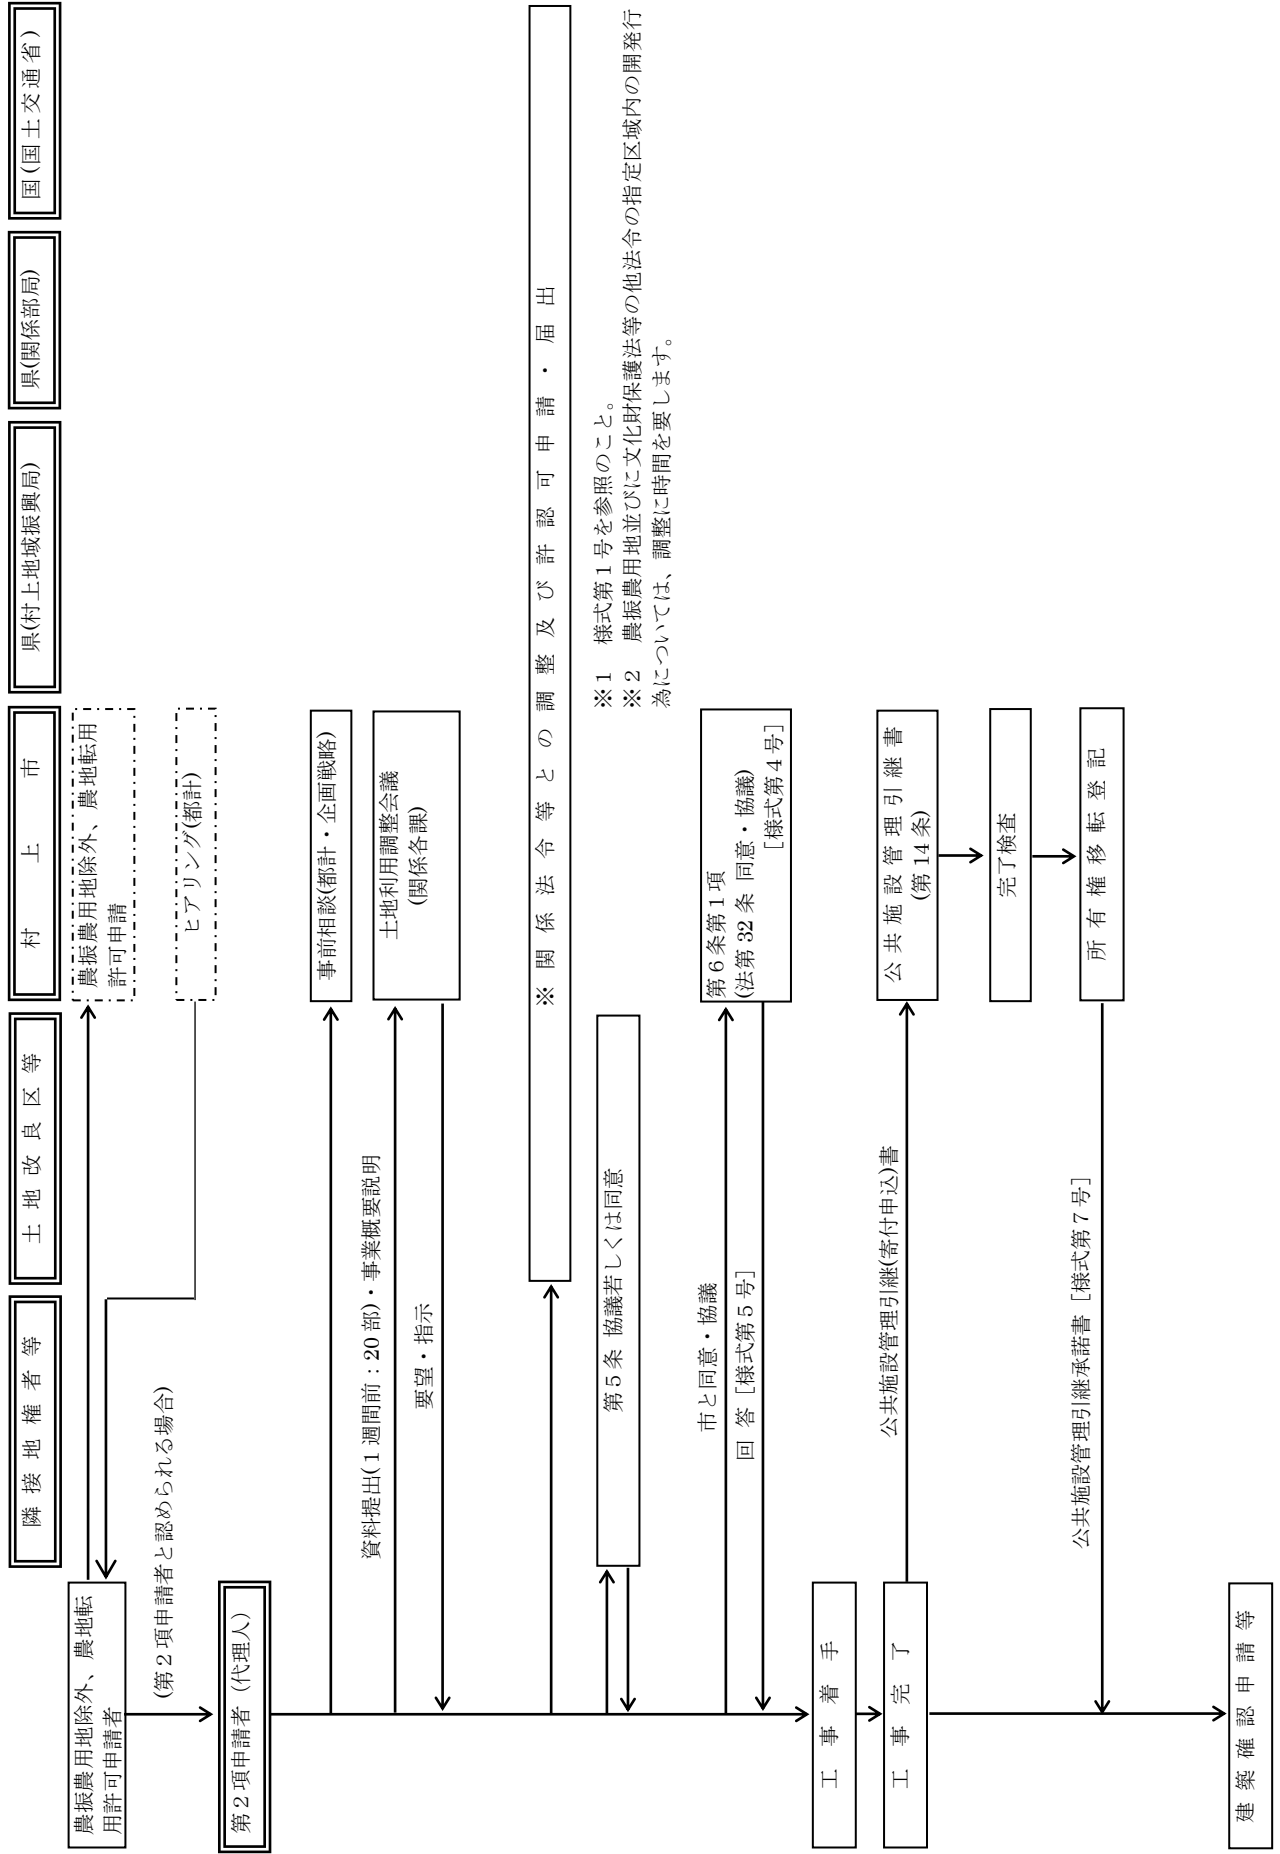 隣接地権者等
土地改良区等
村上市
県(村上地域振興局)
県(関係部局)
国(国土交通省)
農振農用地除外、農地転
用許可申請者
農振農用地除外、農地転用
許可申請
ヒアリング(都計)
(第２項申請者と認められる場合)
第２項申請者(代理人)
事前相談(都計・企画戦略)
資料提出(1週間前：20部)・事業概要説明
土地利用調整会議
(関係各課)
要望・指示
※関係法令等との調整及び許認可申請・届出
※１　様式第１号を参照のこと。
※２　農振農用地並びに文化財保護法等の他法令の指定区域内の開発行
為については、調整に時間を要します。
第５条 協議若しくは同意
市と同意・協議
第６条第１項
(法第32条 同意・協議)
［様式第４号］
回答［様式第５号］
工事着手
工事完了
公共施設管理引継(寄付申込)書
公共施設管理引継書
(第14条)
完了検査
所有権移転登記
公共施設管理引継承諾書［様式第７号］
建築確認申請等